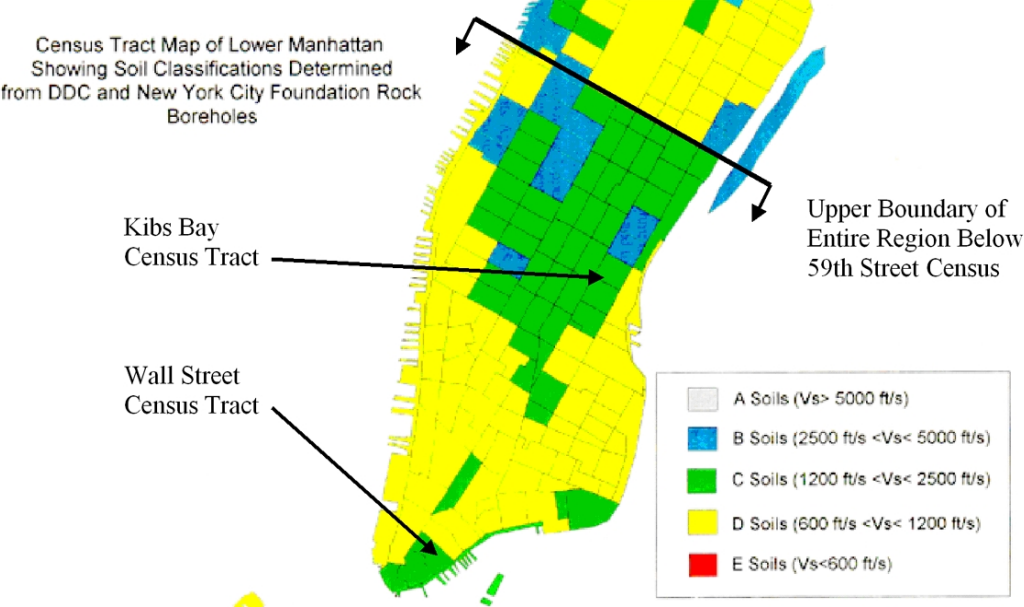 Census Tract Map of Lower Manhattan
Showing Soil Classifications Determined
from DDC and New York City Foundation Rock
Boreholes
Kibs Bay
Census Tract
Upper Boundary of
Entire Region Below
59th Street Census
Wall Street
Census Tract
A Soils (Vs> 5000 ft/s)
B Soils (2500 ft/s <Vs< 5000 ft/s)
C Soils (1200 ft/s <Vs< 2500 ft/s)
D Soils (600 ft/s <Vs< 1200 ft/s)
E Soils (Vs<600 ft/s)